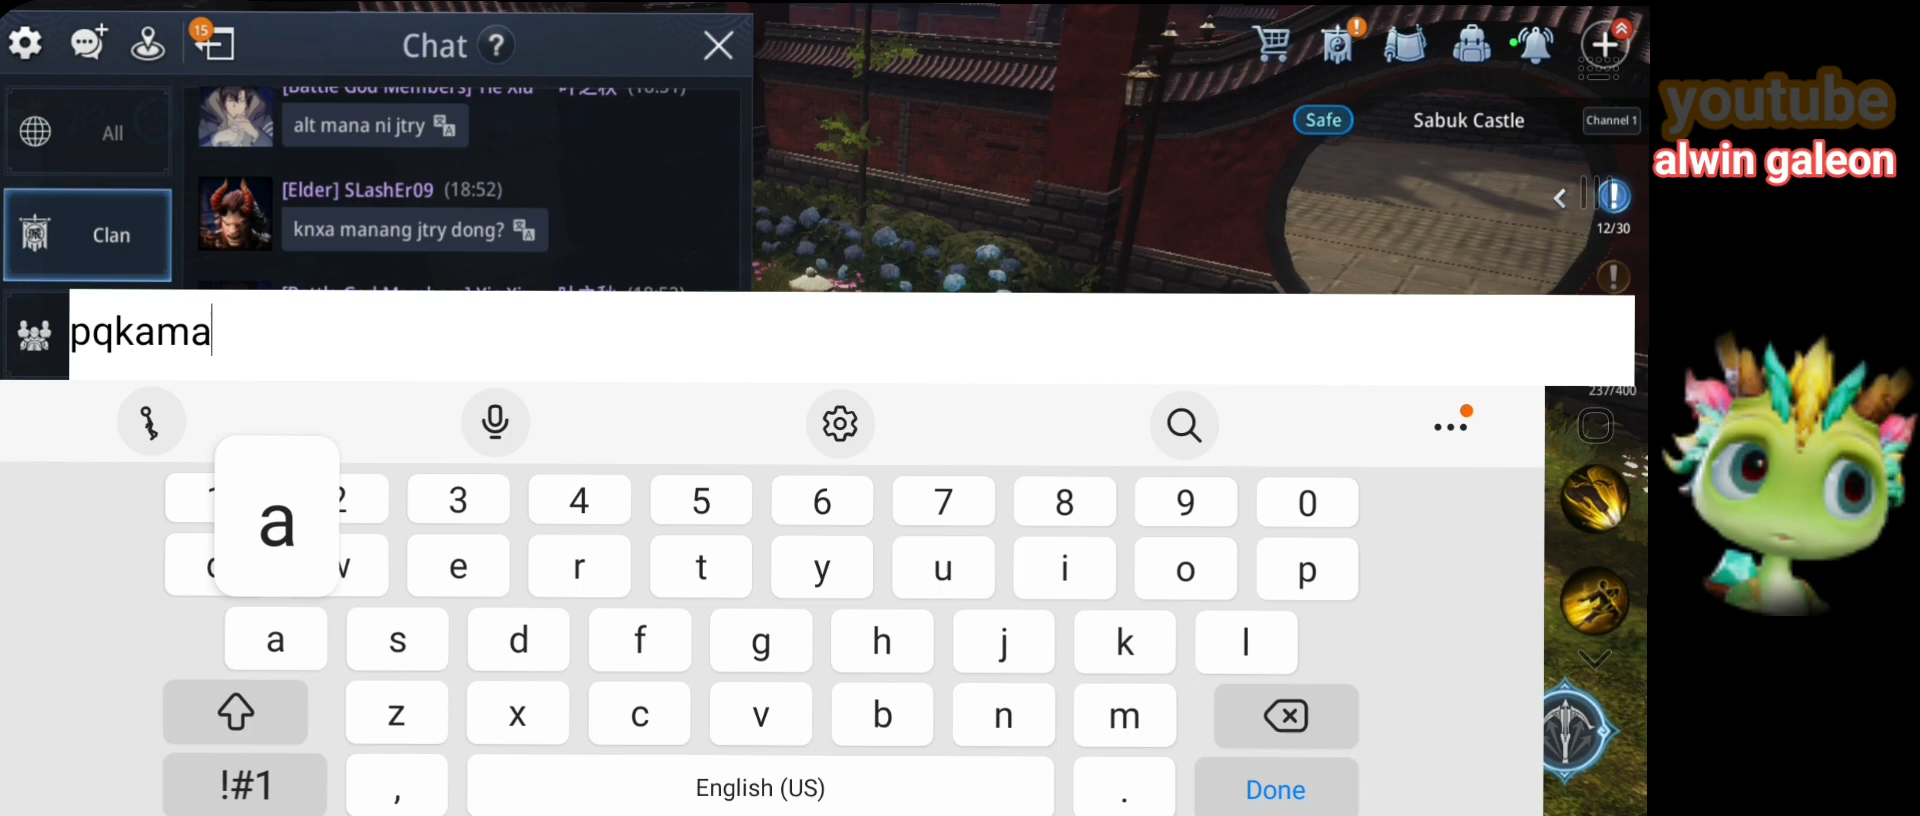 15
Chat ?
All
alt mana ni jtry
[Elder] SLashEr09 (18:52)
Clan
knxa manang jtry dong?
pqkama
Safe
Sabuk Castle
Channel 1
12/30
237/400
youtube
alwin galeon
a
3 4 5 6 7 8 9 0
e r t y u i o p
a s d f g h j k l
z x c v b n m
!#1 , English (US) . Done